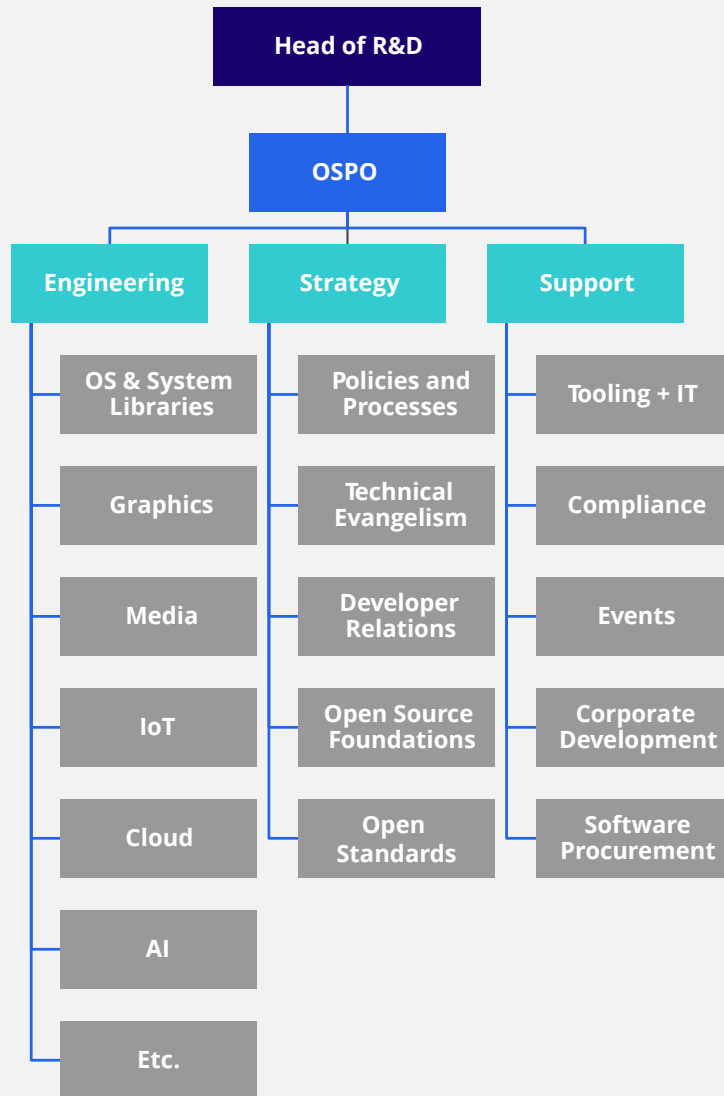 Head of R&D
OSPO
Engineering
Strategy
Support
OS & System
Libraries
Policies and
Processes
Tooling + IT
Graphics
Technical
Evangelism
Compliance
Media
Developer
Relations
Events
IoT
Open Source
Foundations
Corporate
Development
Cloud
Open
Standards
Software
Procurement
AI
Etc.